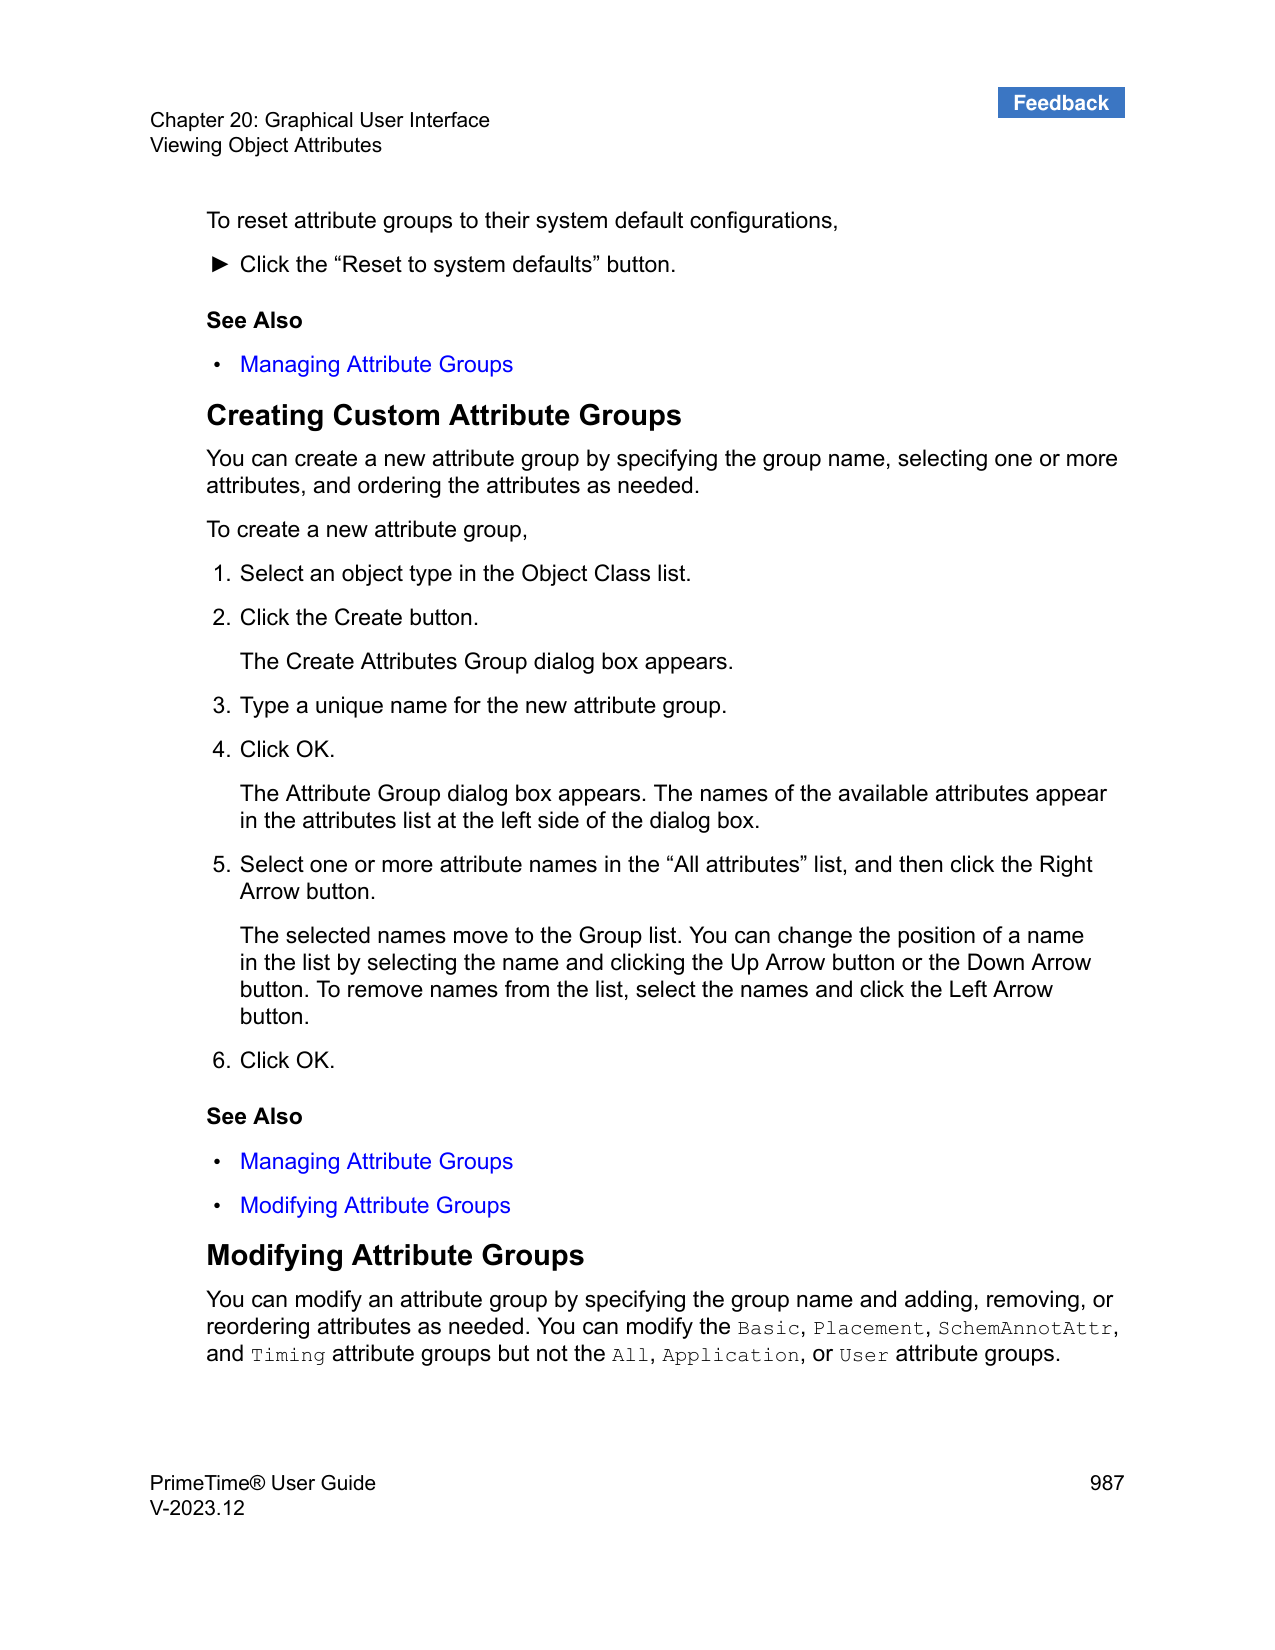 Feedback
Chapter 20: Graphical User Interface
Viewing Object Attributes
To reset attribute groups to their system default configurations,
► Click the “Reset to system defaults” button.
See Also
• Managing Attribute Groups
Creating Custom Attribute Groups
You can create a new attribute group by specifying the group name, selecting one or more
attributes, and ordering the attributes as needed.
To create a new attribute group,
1. Select an object type in the Object Class list.
2. Click the Create button.
The Create Attributes Group dialog box appears.
3. Type a unique name for the new attribute group.
4. Click OK.
The Attribute Group dialog box appears. The names of the available attributes appear
in the attributes list at the left side of the dialog box.
5. Select one or more attribute names in the “All attributes” list, and then click the Right
Arrow button.
The selected names move to the Group list. You can change the position of a name
in the list by selecting the name and clicking the Up Arrow button or the Down Arrow
button. To remove names from the list, select the names and click the Left Arrow
button.
6. Click OK.
See Also
• Managing Attribute Groups
• Modifying Attribute Groups
Modifying Attribute Groups
You can modify an attribute group by specifying the group name and adding, removing, or
reordering attributes as needed. You can modify the Basic, Placement, SchemAnnotAttr,
and Timing attribute groups but not the All, Application, or User attribute groups.
PrimeTime® User Guide 987
V-2023.12